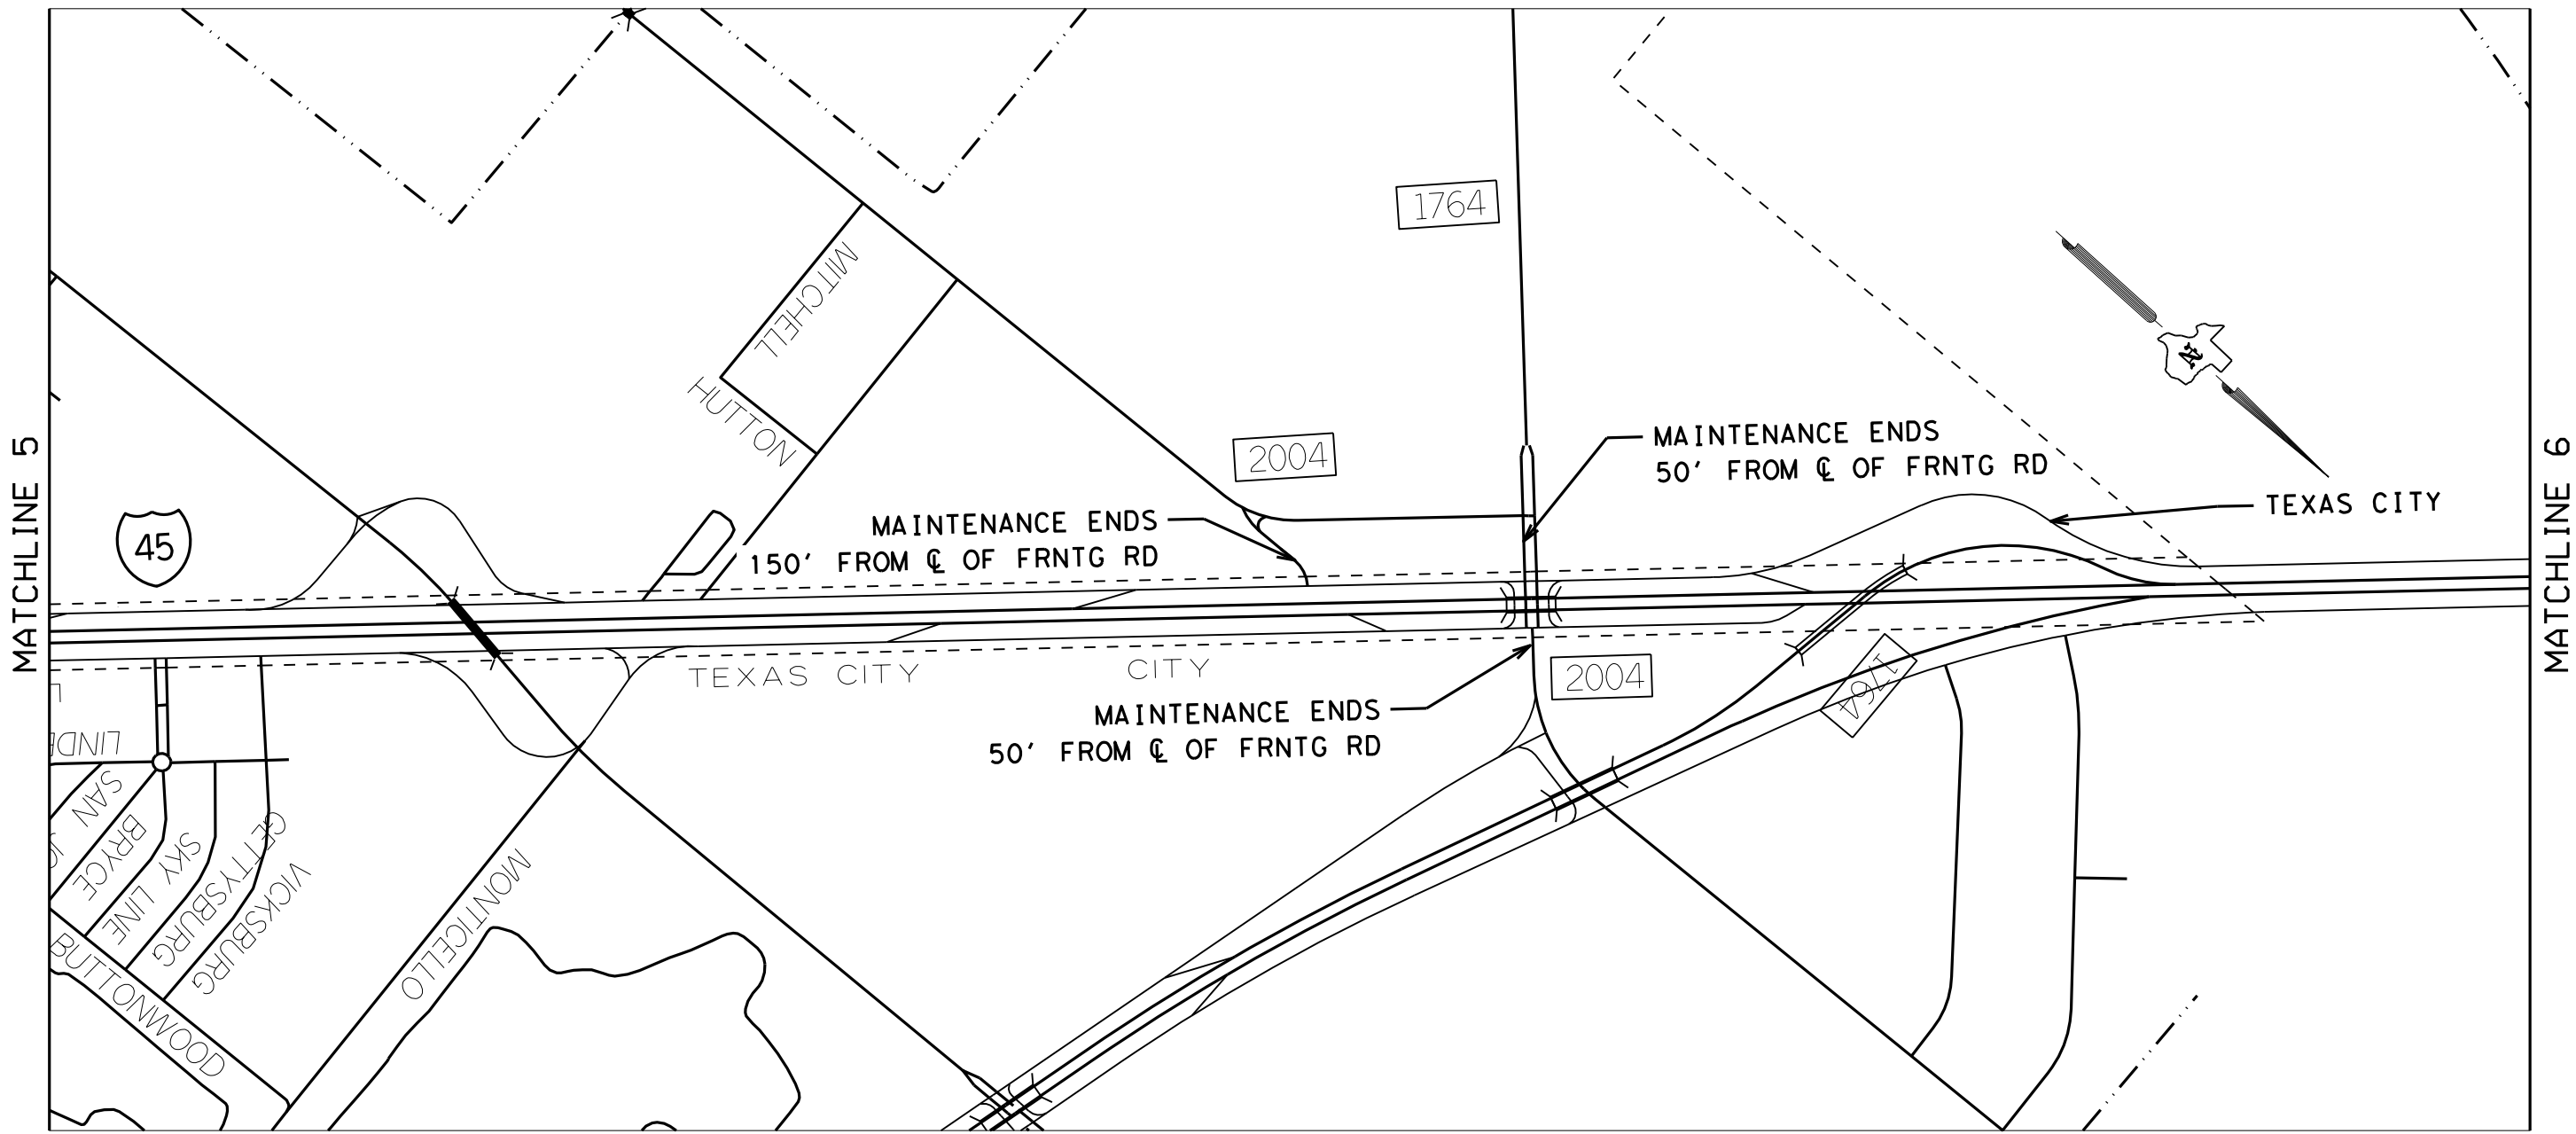 MATCHLINE 5
45
MITCHELL
HUTTON
1764
2004
MAINTENANCE ENDS
50' FROM ℄ OF FRNTG RD
MAINTENANCE ENDS
150' FROM ℄ OF FRNTG RD
TEXAS CITY
N
MATCHLINE 6
TEXAS CITY
CITY
MAINTENANCE ENDS
50' FROM ℄ OF FRNTG RD
2004
1764
L
LINDE
SAN JO
BRYCE
SKY LINE
GETTYSBURG
VICKSBURG
BUTTONWOOD
MONTICELLO